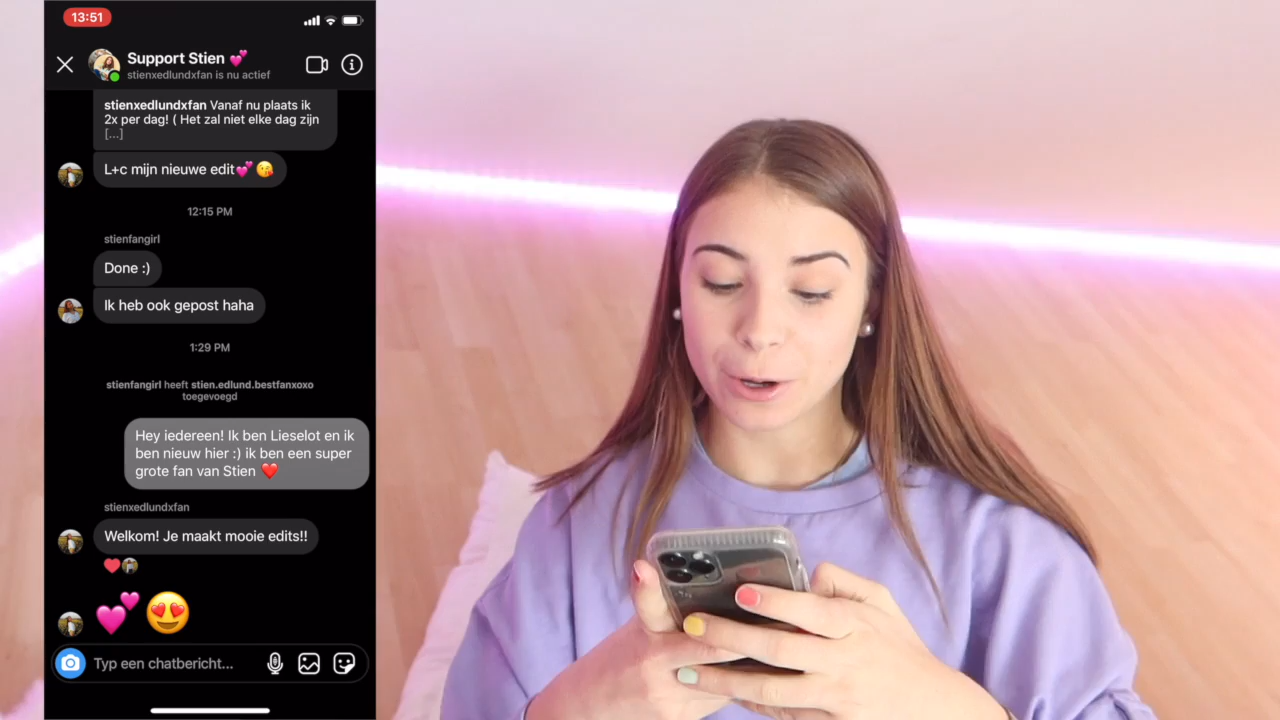 13:51
Support Stien 💕
stienxedlundxfan is nu actief
stienxedlundxfan Vanaf nu plaats ik
2x per dag! ( Het zal niet elke dag zijn
[...]
L+c mijn nieuwe edit💕😘
12:15 PM
stienfangirl
Done :)
Ik heb ook gepost haha
1:29 PM
stienfangirl heeft stien.edlund.bestfanxoxo
toegevoegd
Hey iedereen! Ik ben Lieselot en ik
ben nieuw hier :) ik ben een super
grote fan van Stien ❤️
stienxedlundxfan
Welkom! Je maakt mooie edits!!
❤️
💕😍
Typ een chatbericht...